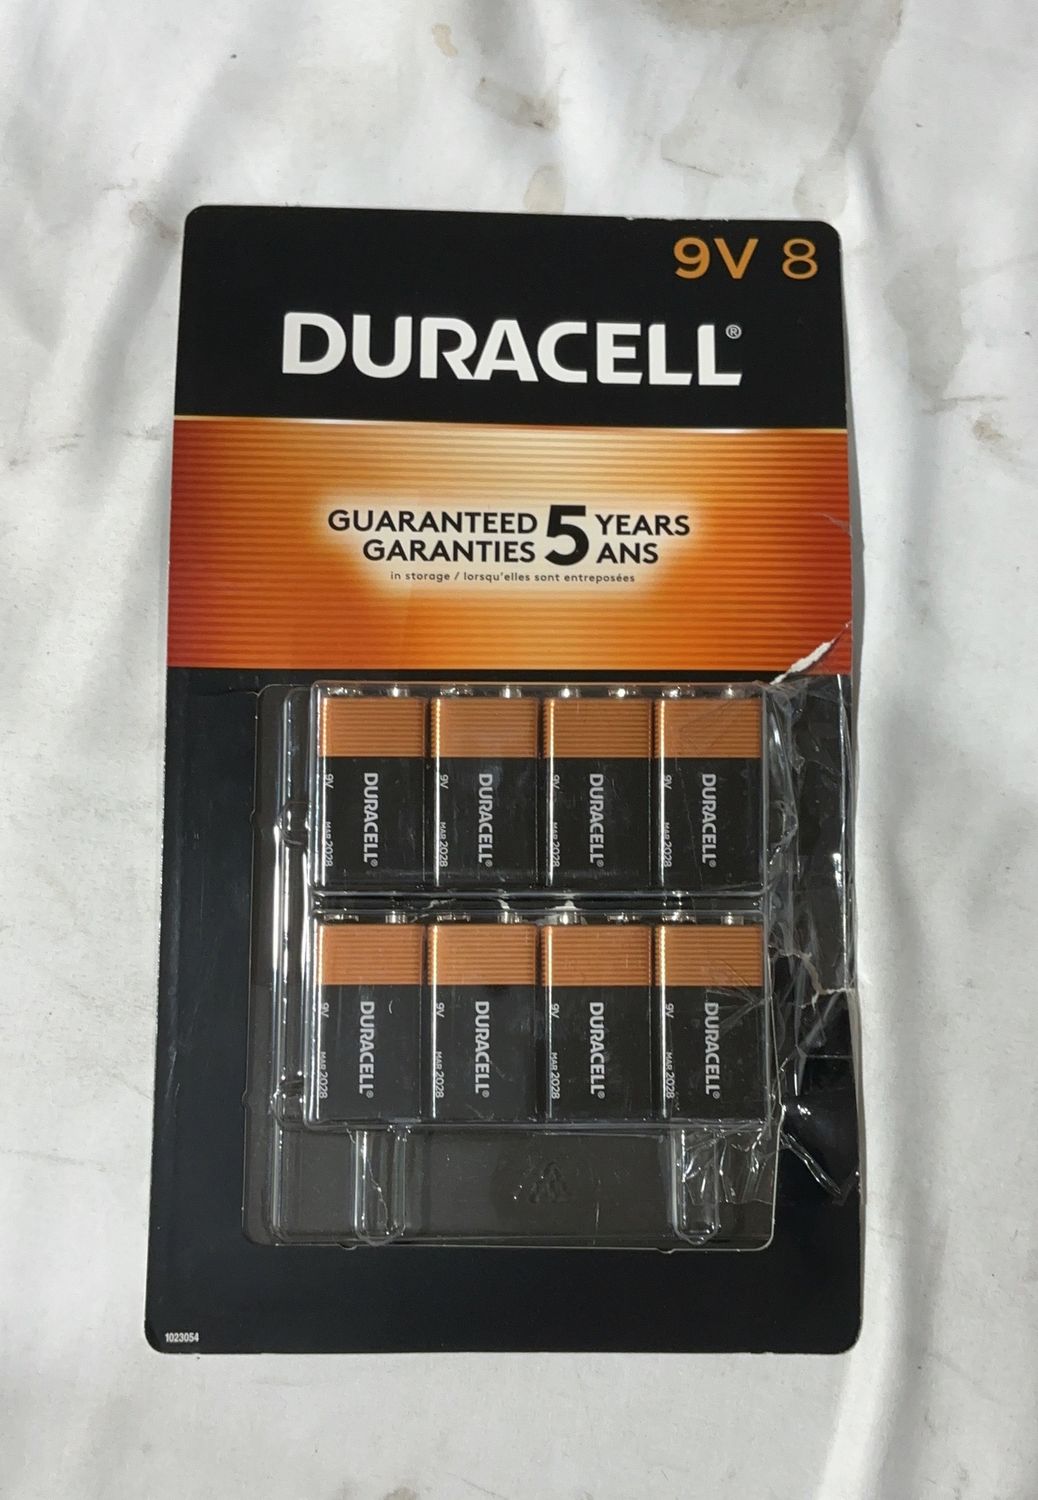 9V 8
DURACELL®
GUARANTEED 5 YEARS
GARANTIES ANS
in storage / lorsqu'elles sont entreposées
9V MAR 2028
DURACELL®
9V MAR 2028
DURACELL®
9V MAR 2028
DURACELL®
9V MAR 2028
DURACELL®
9V MAR 2028
DURACELL®
9V MAR 2028
DURACELL®
9V MAR 2028
DURACELL®
9V MAR 2028
DURACELL®
1023054